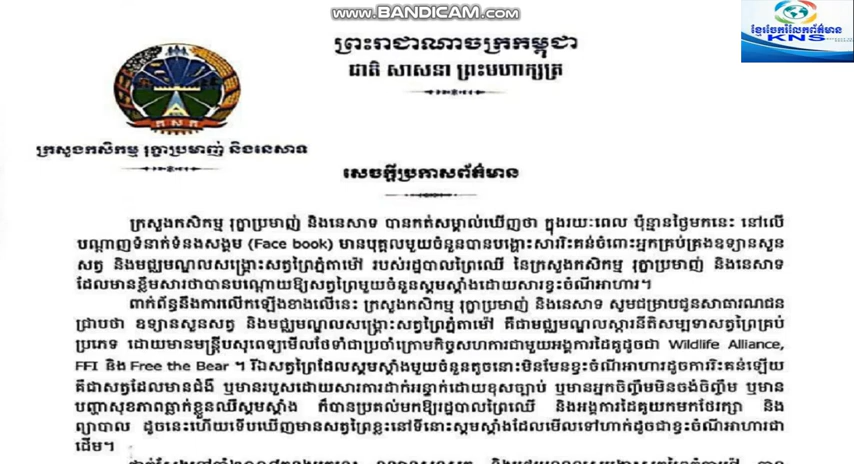 www.BANDICAM.com
ខ្មែរចែករំលែកព័ត៌មាន
KNS
ព្រះរាជាណាចក្រកម្ពុជា
ជាតិ សាសនា ព្រះមហាក្សត្រ
ក.ស.ក
ក្រសួងកសិកម្ម រុក្ខាប្រមាញ់ និងនេសាទ
សេចក្តីប្រកាសព័ត៌មាន
ក្រសួងកសិកម្ម រុក្ខាប្រមាញ់ និងនេសាទ បានកត់សម្គាល់ឃើញថា ក្នុងរយៈពេល ប៉ុន្មានថ្ងៃមកនេះ នៅលើ
បណ្តាញទំនាក់ទំនងសង្គម (Face book) មានបុគ្គលមួយចំនួនបានបង្ហោះសាររិះគន់ចំពោះអ្នកគ្រប់គ្រងឧទ្យានសួន
សត្វ និងមជ្ឈមណ្ឌលសង្គ្រោះសត្វព្រៃភ្នំតាម៉ៅ របស់រដ្ឋបាលព្រៃឈើ នៃក្រសួងកសិកម្ម រុក្ខាប្រមាញ់ និងនេសាទ
ដែលមានខ្លឹមសារថាបានបណ្តោយឱ្យសត្វព្រៃមួយចំនួនស្គមស្គាំងដោយសារខ្វះចំណីអាហារ។
ពាក់ព័ន្ធនឹងការលើកឡើងខាងលើនេះ ក្រសួងកសិកម្ម រុក្ខាប្រមាញ់ និងនេសាទ សូមជម្រាបជូនសាធារណជន
ជ្រាបថា ឧទ្យានសួនសត្វ និងមជ្ឈមណ្ឌលសង្គ្រោះសត្វព្រៃភ្នំតាម៉ៅ គឺជាមជ្ឈមណ្ឌលស្តារនីតិសម្បទាសត្វព្រៃគ្រប់
ប្រភេទ ដោយមានមន្ត្រីបសុពេទ្យមើលថែទាំជាប្រចាំក្រោមកិច្ចសហការជាមួយអង្គការដៃគូដូចជា Wildlife Alliance,
FFI និង Free the Bear ។ រីឯសត្វព្រៃដែលស្គមស្គាំងមួយចំនួនតូចនោះមិនមែនខ្វះចំណីអាហារដូចការរិះគន់ឡើយ
គឺជាសត្វដែលមានជំងឺ ឬមានរបួសដោយសារការដាក់អន្ទាក់ដោយខុសច្បាប់ ឬមានអ្នកចិញ្ចឹមមិនចង់ចិញ្ចឹម ឬមាន
បញ្ហាសុខភាពធ្លាក់ខ្លួនឈឺស្គមស្គាំង ក៏បានប្រគល់មកឱ្យរដ្ឋបាលព្រៃឈើ និងអង្គការដៃគូយកមកថែរក្សា និង
ព្យាបាល ដូចនេះហើយទើបឃើញមានសត្វព្រៃខ្លះនៅទីនោះស្គមស្គាំងដែលមើលទៅហាក់ដូចជាខ្វះចំណីអាហារជា
ដើម។